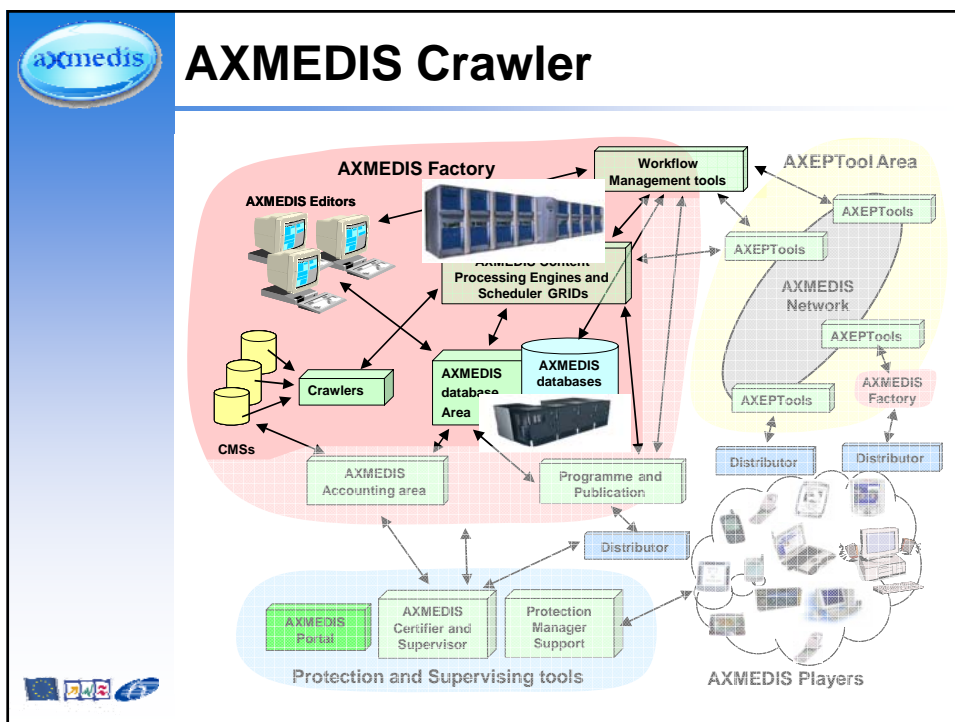 axmedis
AXMEDIS Crawler
AXMEDIS Factory
Workflow
Management tools
AXEPTool Area
AXMEDIS Editors
AXEPTools
AXEPTools
AXMEDIS Content
Processing Engines and
Scheduler GRIDs
AXMEDIS
Network
AXEPTools
AXMEDIS
database
Area
AXMEDIS
databases
Crawlers
AXMEDIS
Factory
AXEPTools
CMSs
AXMEDIS
Accounting area
Programme and
Publication
Distributor
Distributor
Distributor
AXMEDIS
Portal
AXMEDIS
Certifier and
Supervisor
Protection
Manager
Support
Protection and Supervising tools
AXMEDIS Players